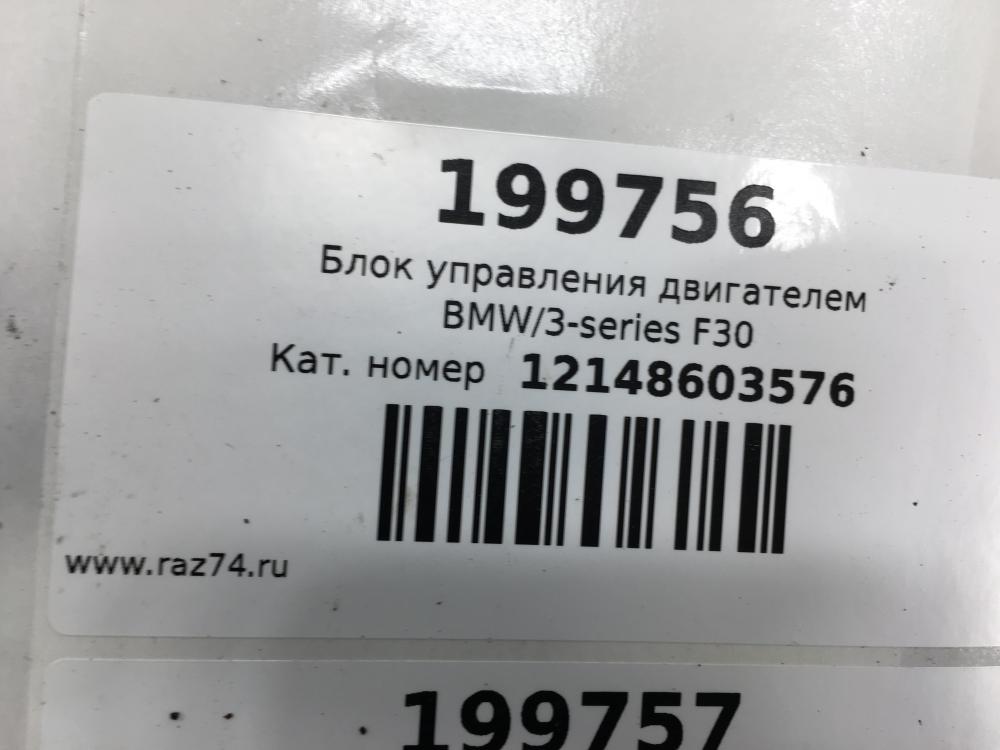 199756
Блок управления двигателем
BMW/3-series F30
Кат. номер 12148603576
www.raz74.ru
199757